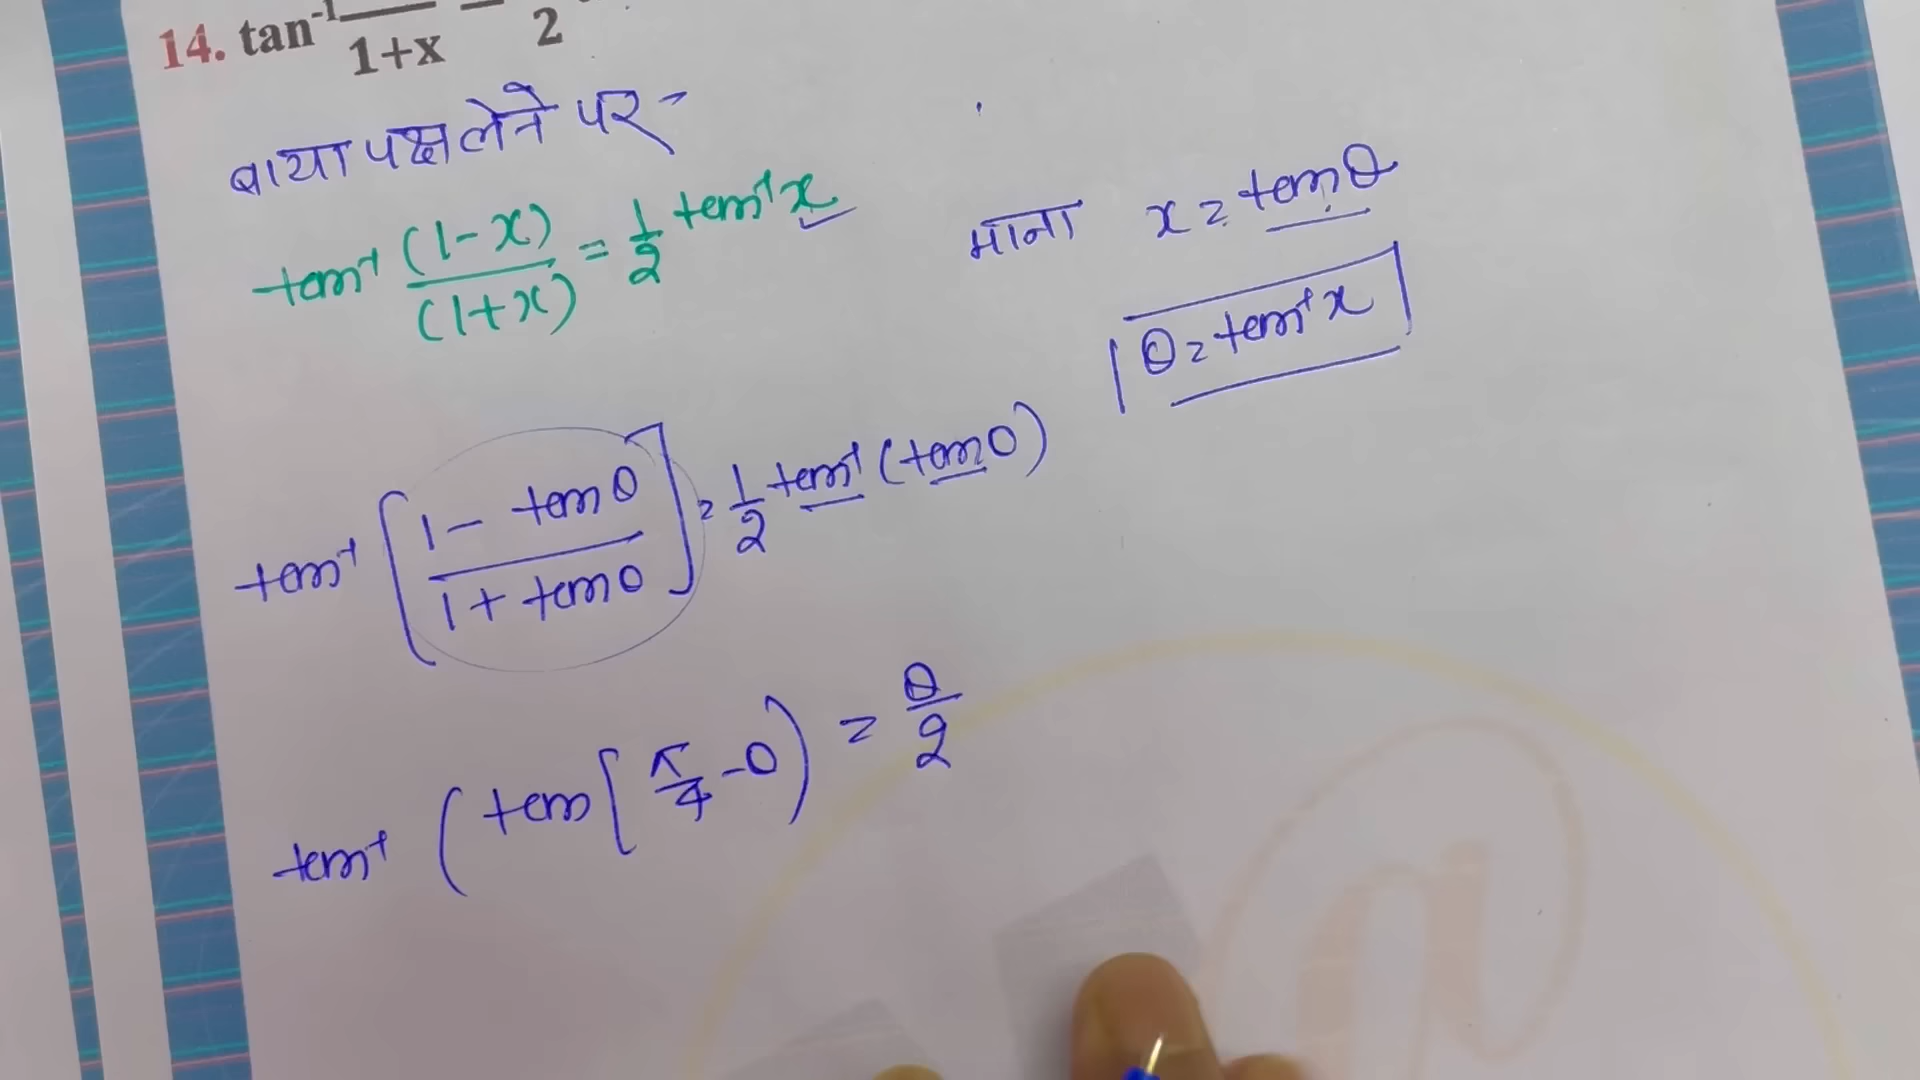 14. tan⁻¹ 1+x 2
बाया पक्ष लेने पर -
tan⁻¹ (1-x)/(1+x) = 1/2 tan⁻¹x
माना x = tanθ
θ = tan⁻¹x
tan⁻¹ [1 - tanθ / 1 + tanθ] = 1/2 tan⁻¹ (tanθ)
tan⁻¹ (tan[π/4 - θ) = θ/2